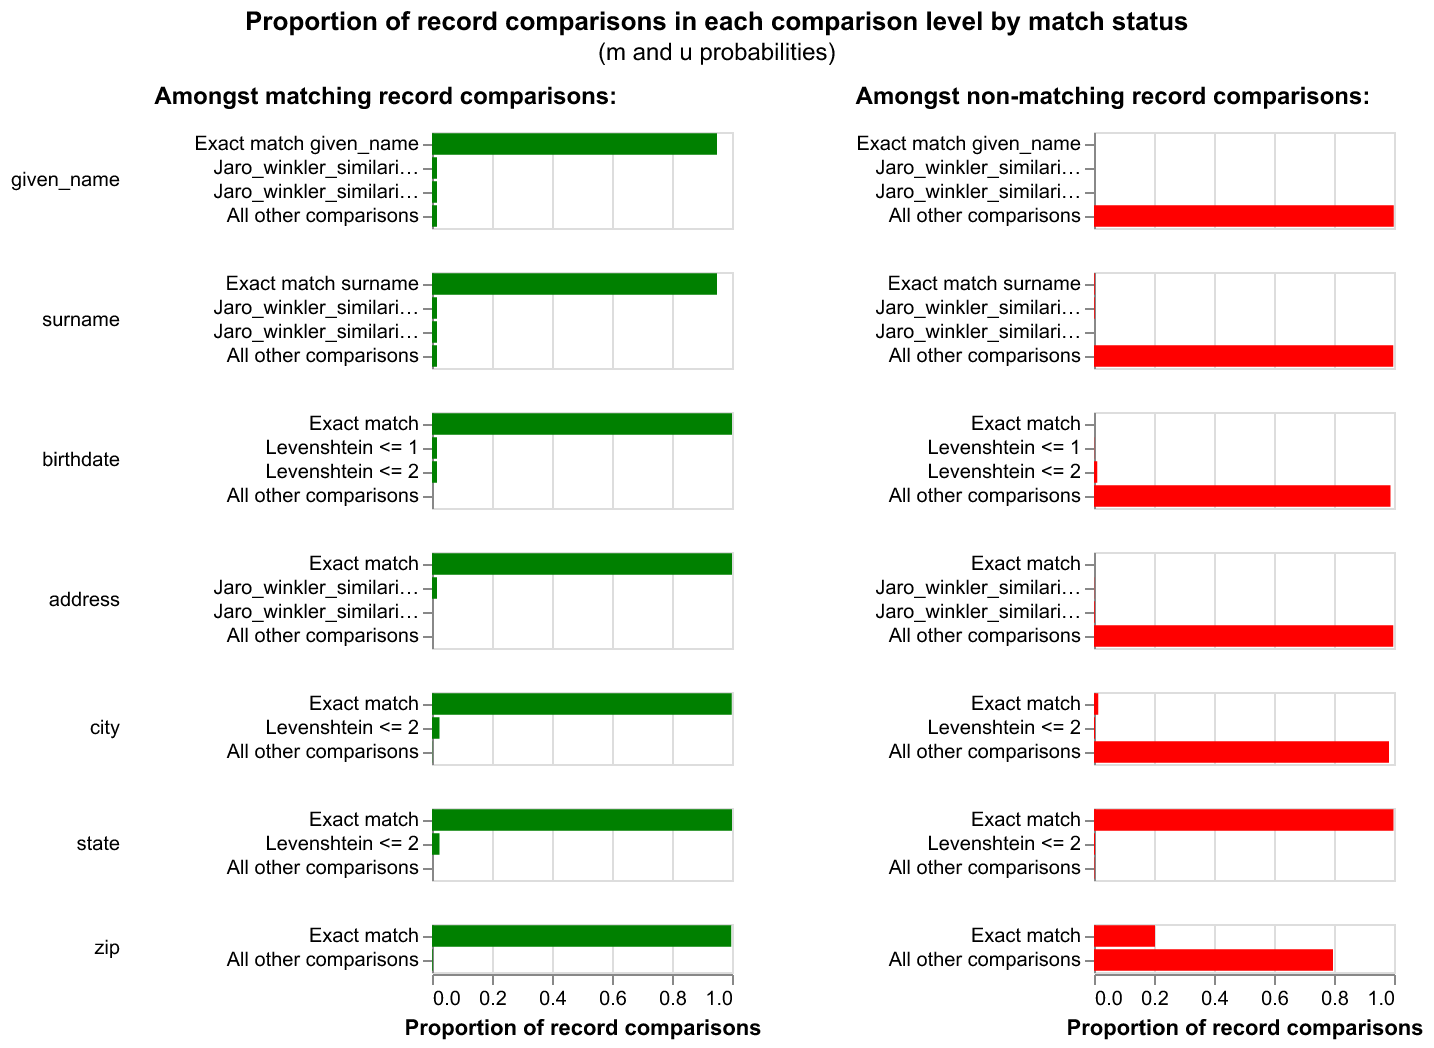 Proportion of record comparisons in each comparison level by match status
(m and u probabilities)
Amongst matching record comparisons:
Amongst non-matching record comparisons:
given_name
Exact match given_name
Jaro_winkler_similari…
Jaro_winkler_similari…
All other comparisons
Exact match given_name
Jaro_winkler_similari…
Jaro_winkler_similari…
All other comparisons
surname
Exact match surname
Jaro_winkler_similari…
Jaro_winkler_similari…
All other comparisons
Exact match surname
Jaro_winkler_similari…
Jaro_winkler_similari…
All other comparisons
birthdate
Exact match
Levenshtein <= 1
Levenshtein <= 2
All other comparisons
Exact match
Levenshtein <= 1
Levenshtein <= 2
All other comparisons
address
Exact match
Jaro_winkler_similari…
Jaro_winkler_similari…
All other comparisons
Exact match
Jaro_winkler_similari…
Jaro_winkler_similari…
All other comparisons
city
Exact match
Levenshtein <= 2
All other comparisons
Exact match
Levenshtein <= 2
All other comparisons
state
Exact match
Levenshtein <= 2
All other comparisons
Exact match
Levenshtein <= 2
All other comparisons
zip
Exact match
All other comparisons
Exact match
All other comparisons
0.0 0.2 0.4 0.6 0.8 1.0
Proportion of record comparisons
0.0 0.2 0.4 0.6 0.8 1.0
Proportion of record comparisons